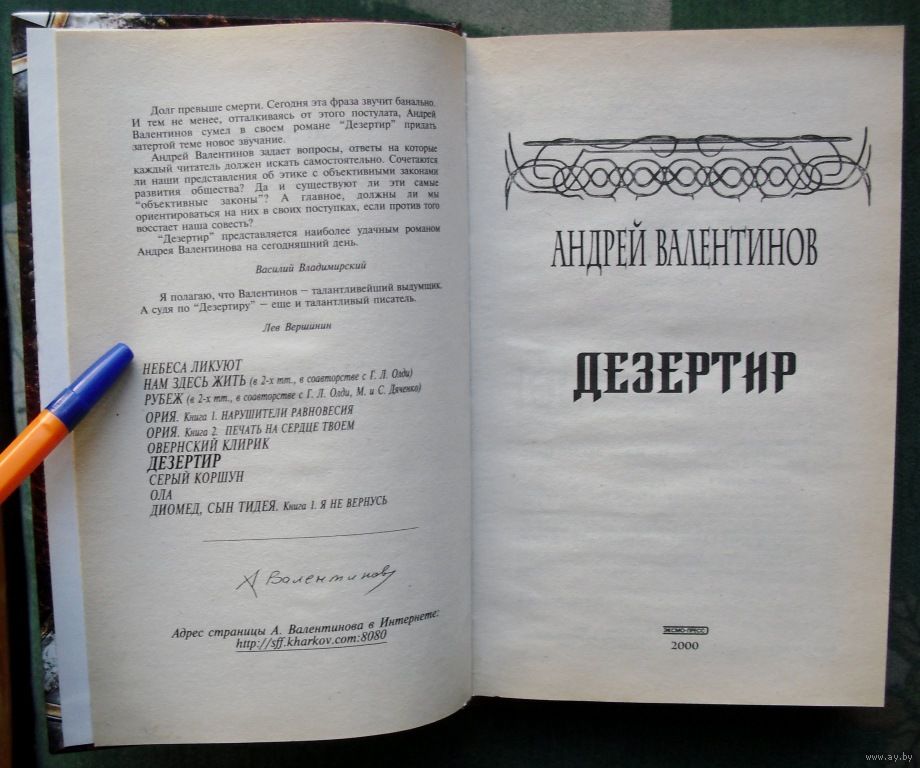 Долг превыше смерти. Сегодня эта фраза звучит банально.
И тем не менее, отталкиваясь от этого постулата, Андрей
Валентинов сумел в своем романе “Дезертир” придать
затертой теме новое звучание.
Андрей Валентинов задает вопросы, ответы на которые
каждый читатель должен искать самостоятельно. Сочетаются
ли наши представления об этике с объективными законами
развития общества? Да и существуют ли эти самые
“объективные законы”? А главное, должны ли мы
ориентироваться на них в своих поступках, если против того
восстает наша совесть?
“Дезертир” представляется наиболее удачным романом
Андрея Валентинова на сегодняшний день.
Василий Владимирский
Я полагаю, что Валентинов – талантливейший выдумщик.
А судя по “Дезертиру” – еще и талантливый писатель.
Лев Вершинин
НЕБЕСА ЛИКУЮТ
НАМ ЗДЕСЬ ЖИТЬ (в 2-х тт., в соавторстве с Г. Л. Олди)
РУБЕЖ (в 2-х тт., в соавторстве с Г. Л. Олди, М. и С. Дяченко)
ОРИЯ. Книга 1. НАРУШИТЕЛИ РАВНОВЕСИЯ
ОРИЯ. Книга 2. ПЕЧАТЬ НА СЕРДЦЕ ТВОЕМ
ОВЕРНСКИЙ КЛИРИК
ДЕЗЕРТИР
СЕРЫЙ КОРШУН
ОЛА
ДИОМЕД, СЫН ТИДЕЯ. Книга 1. Я НЕ ВЕРНУСЬ
А Валентинов
Адрес страницы А. Валентинова в Интернете:
http://sff.kharkov.com:8080
АНДРЕЙ ВАЛЕНТИНОВ
ДЕЗЕРТИР
ЭКСМО-ПРЕСС
2000
www.ay.by